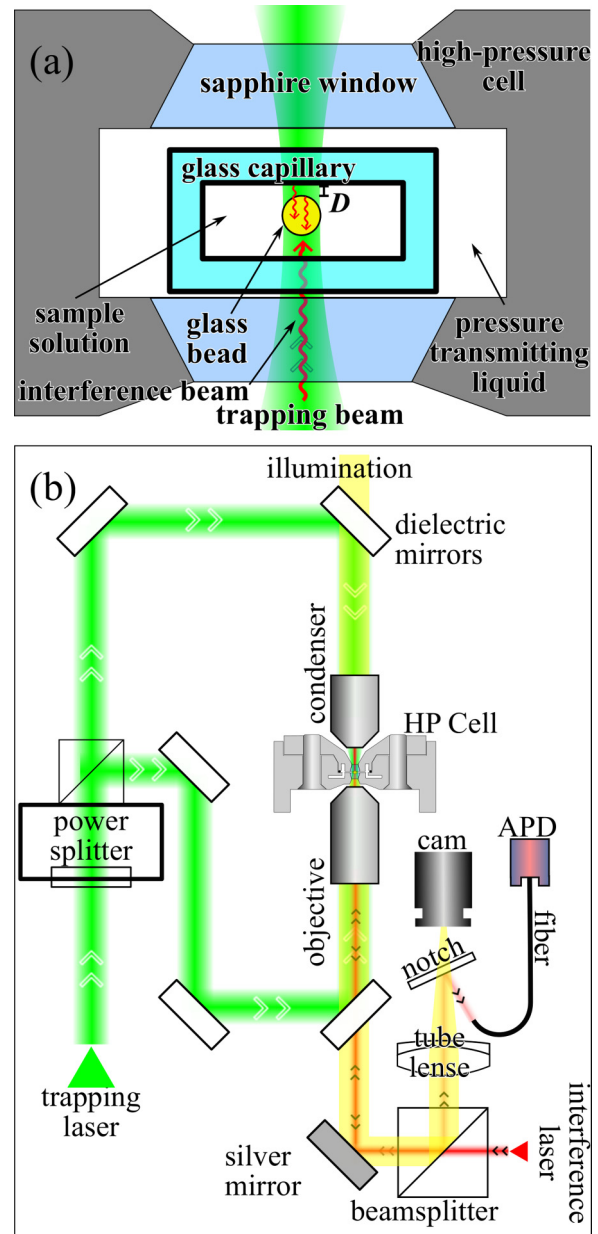 (a)
high-pressure
cell
sapphire window
glass capillary
D
sample
solution
glass
bead
interference beam
trapping beam
pressure
transmitting
liquid
(b)
illumination
dielectric
mirrors
condenser
HP Cell
power
splitter
cam
APD
objective
notch
fiber
tube
lense
trapping
laser
silver
mirror
beamsplitter
interference
laser